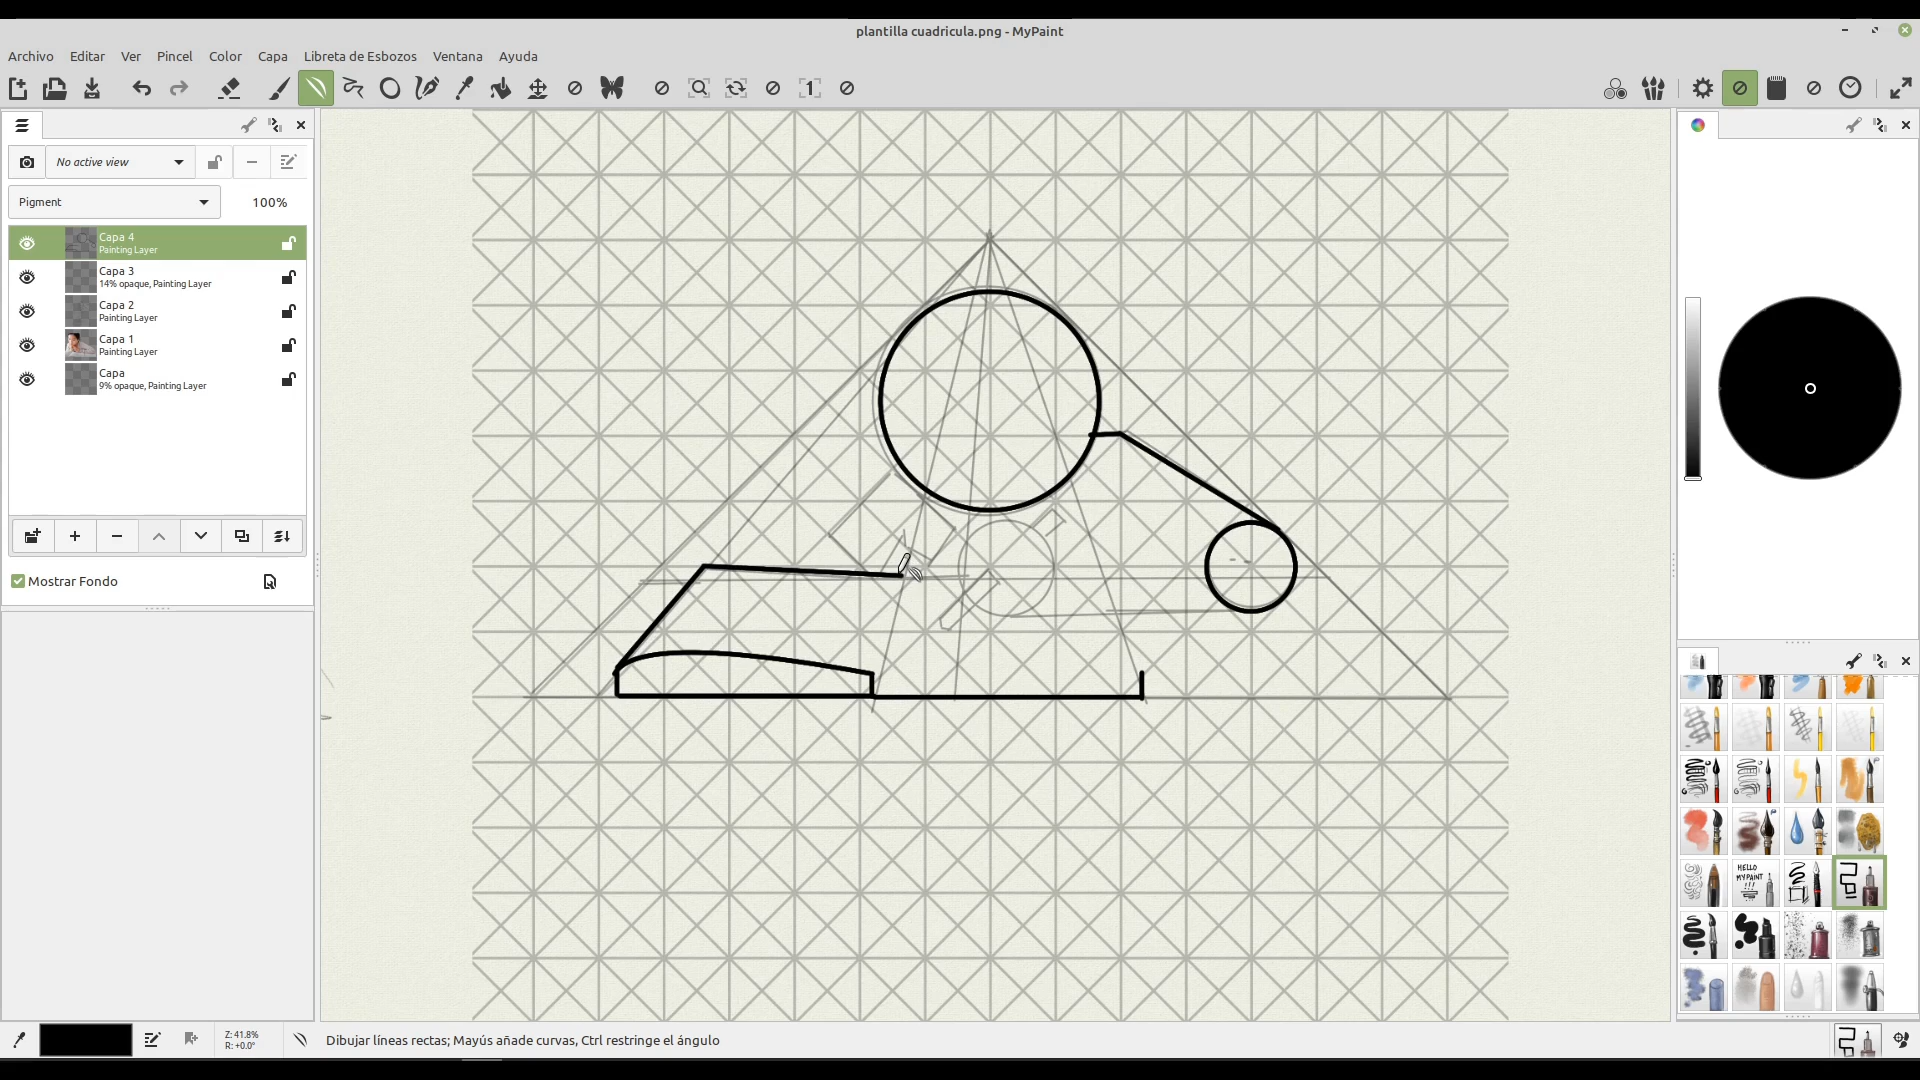 plantilla cuadricula.png - MyPaint
Archivo Editar Ver Pincel Color Capa Libreta de Esbozos Ventana Ayuda
1
No active view
Pigment 100%
Capa 4
Painting Layer
Capa 3
14% opaque, Painting Layer
Capa 2
Painting Layer
Capa 1
Painting Layer
Capa
9% opaque, Painting Layer
Mostrar Fondo
HELLO
MYPAINT
!!!
Z: 41.8%
R: +0.0°
Dibujar líneas rectas; Mayús añade curvas, Ctrl restringe el ángulo